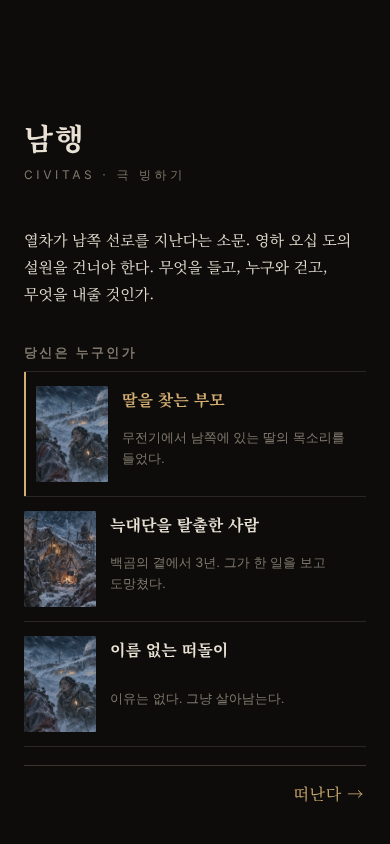 남행
CIVITAS · 극 빙하기
열차가 남쪽 선로를 지난다는 소문. 영하 오십 도의
설원을 건너야 한다. 무엇을 들고, 누구와 걷고,
무엇을 내줄 것인가.
당신은 누구인가
딸을 찾는 부모
무전기에서 남쪽에 있는 딸의 목소리를
들었다.
늑대단을 탈출한 사람
백곰의 곁에서 3년. 그가 한 일을 보고
도망쳤다.
이름 없는 떠돌이
이유는 없다. 그냥 살아남는다.
떠난다 →